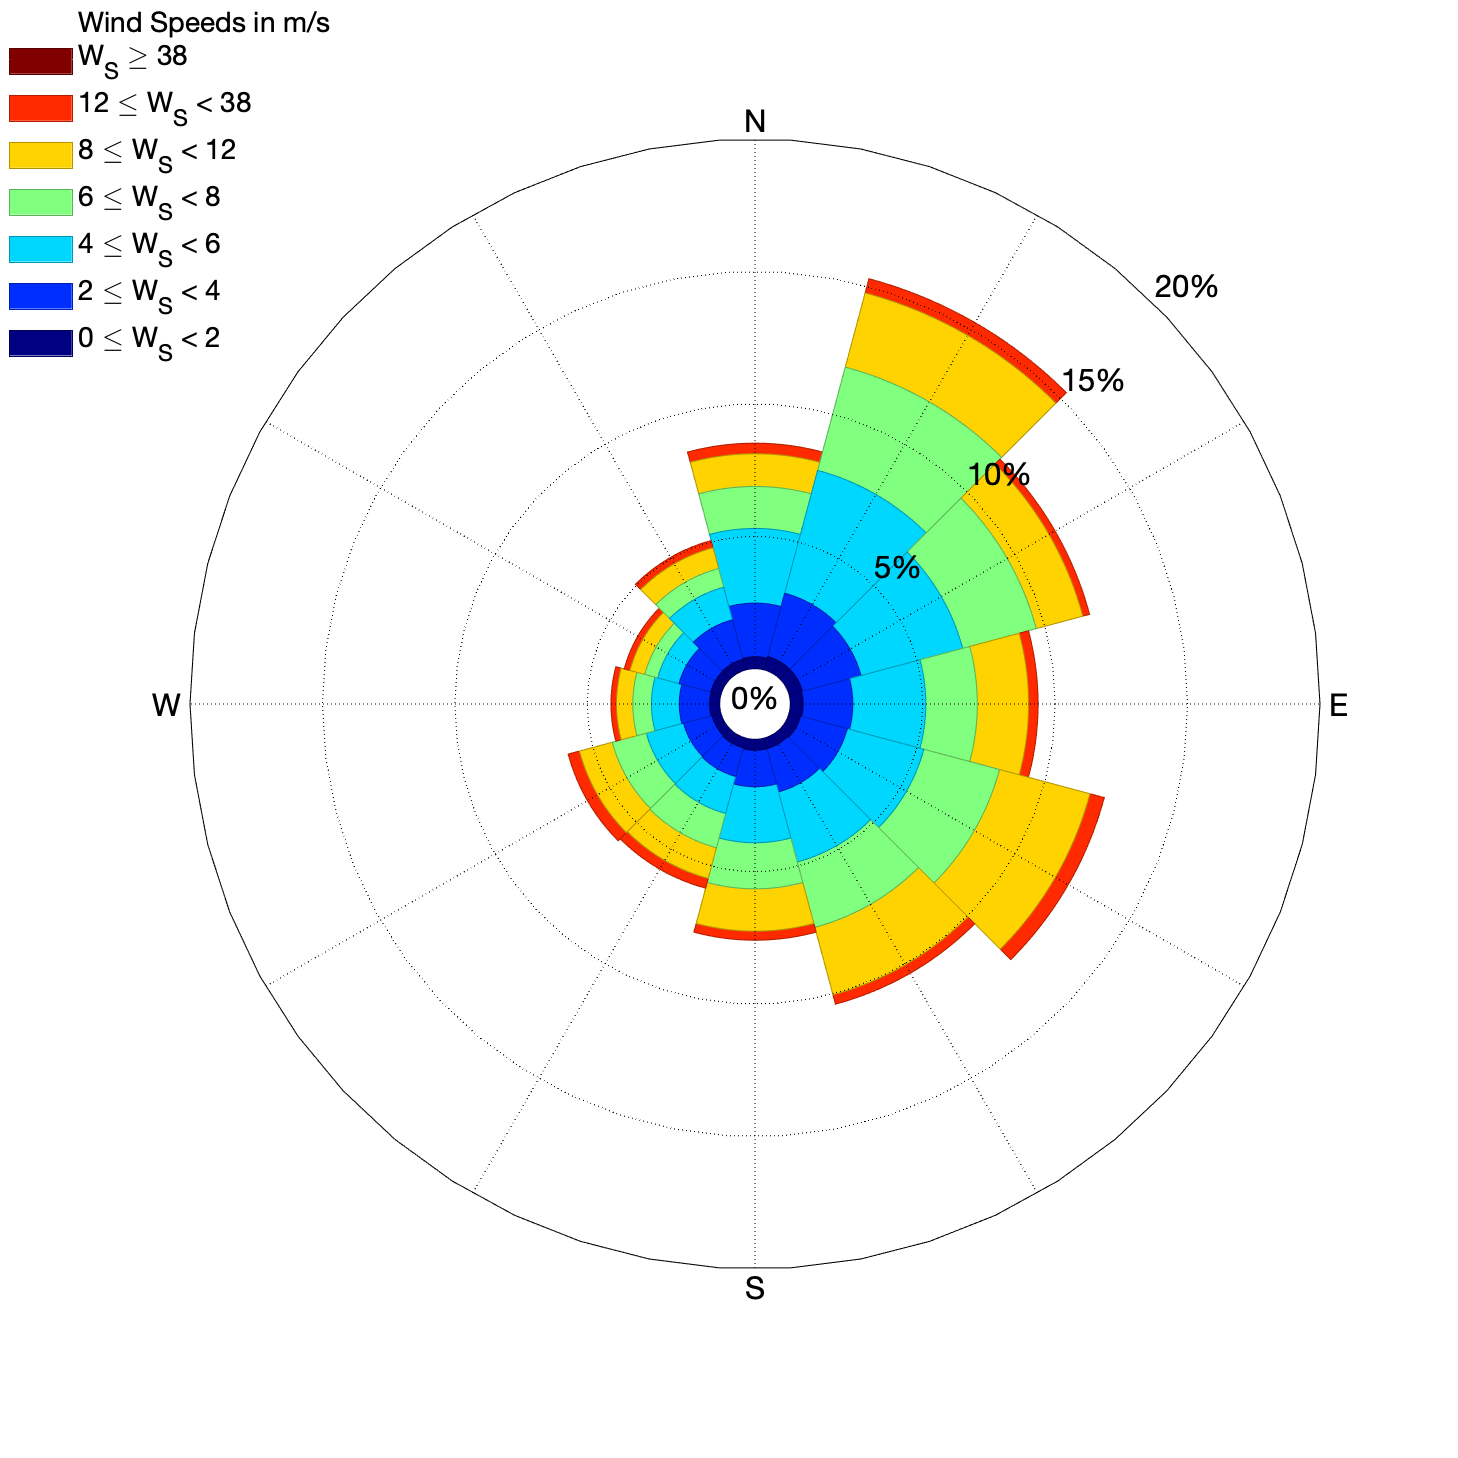 Wind Speeds in m/s
W_S ≥ 38
12 ≤ W_S < 38
8 ≤ W_S < 12
6 ≤ W_S < 8
4 ≤ W_S < 6
2 ≤ W_S < 4
0 ≤ W_S < 2
N
20%
15%
10%
5%
0%
W
E
S